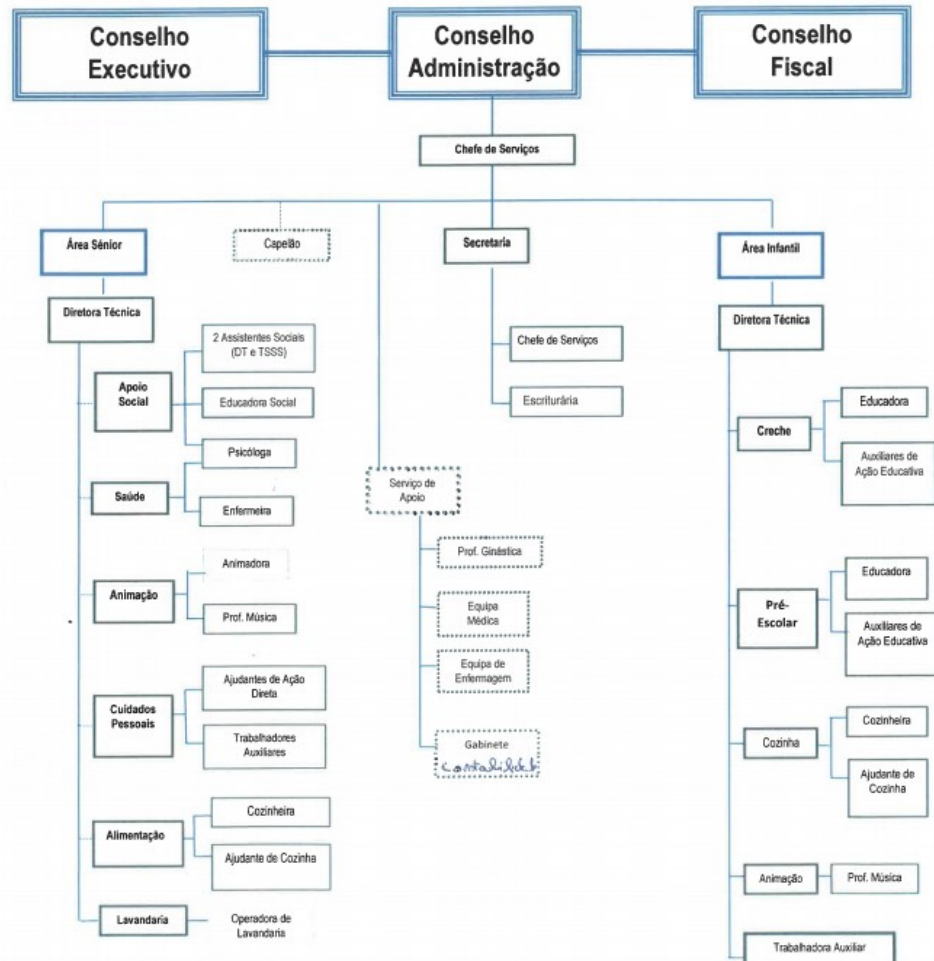 Conselho
Executivo
Conselho
Administração
Conselho
Fiscal
Chefe de Serviços
Área Sénior
Capelão
Secretaria
Área Infantil
Diretora Técnica
Diretora Técnica
2 Assistentes Sociais
(DT e TSSS)
Apoio
Social
Educadora Social
Psicóloga
Saúde
Enfermeira
Animadora
Animação
Prof. Música
Ajudantes de Ação
Direta
Cuidados
Pessoais
Trabalhadores
Auxiliares
Cozinheira
Alimentação
Ajudante de Cozinha
Lavandaria
Operadora de
Lavandaria
Serviço de
Apoio
Prof. Ginástica
Equipa
Médica
Equipa de
Enfermagem
Gabinete
Chefe de Serviços
Escriturária
Educadora
Creche
Auxiliares de
Ação Educativa
Educadora
Pré-
Escolar
Auxiliares de
Ação Educativa
Cozinheira
Cozinha
Ajudante de
Cozinha
Animação
Prof. Música
Trabalhadora Auxiliar